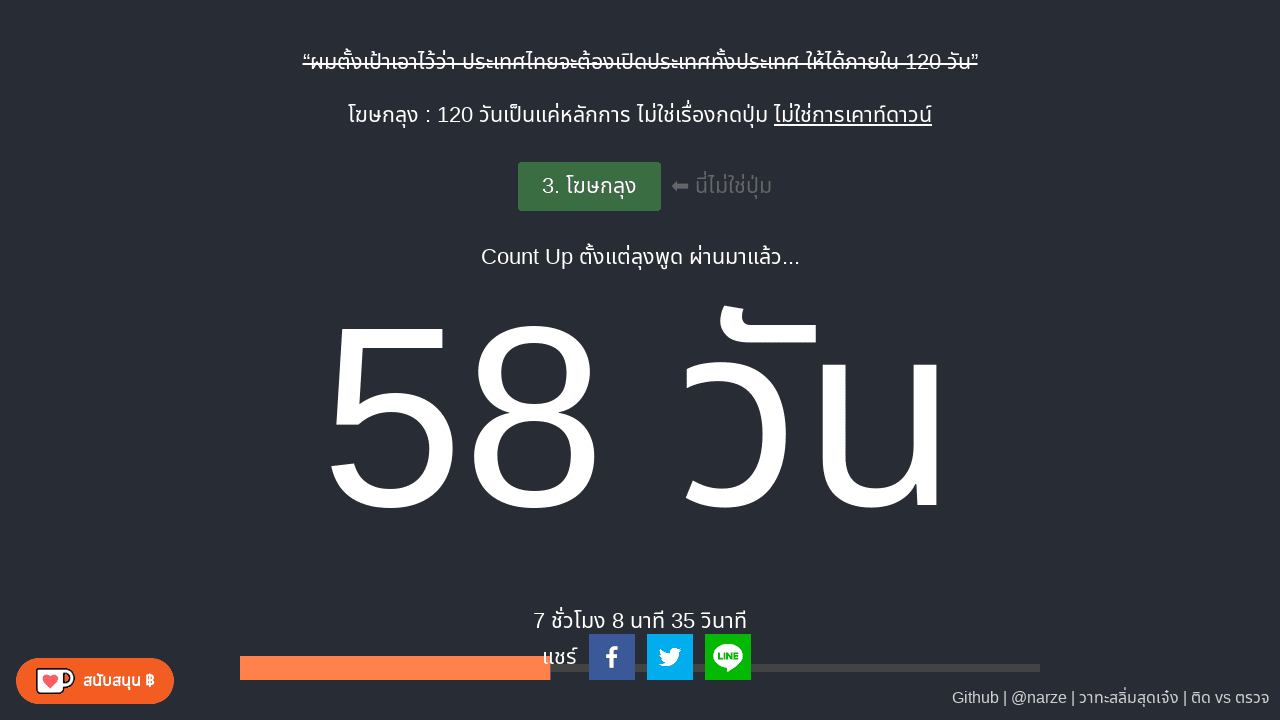 “ผมตั้งเป้าเอาไว้ว่า ประเทศไทยจะต้องเปิดประเทศทั้งประเทศ ให้ได้ภายใน 120 วัน”
โฆษกลุง : 120 วันเป็นแค่หลักการ ไม่ใช่เรื่องกดปุ่ม ไม่ใช่การเคาท์ดาวน์
3. โฆษกลุง ⬅ นี่ไม่ใช่ปุ่ม
Count Up ตั้งแต่ลุงพูด ผ่านมาแล้ว...
58 วัน
7 ชั่วโมง 8 นาที 35 วินาที
แชร์
LINE
สนับสนุน ฿
Github | @narze | วาทะสลิ่มสุดเจ๋ง | ติด vs ตรวจ